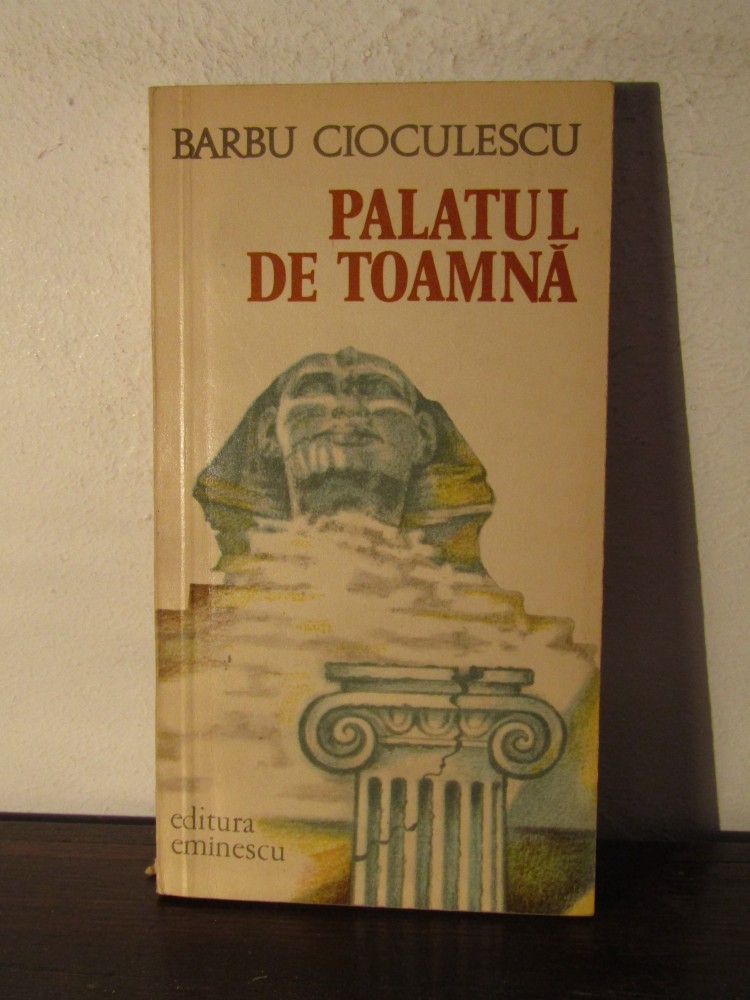 BARBU CIOCULESCU
PALATUL
DE TOAMNĂ
editura
eminescu